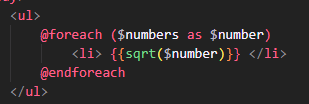 <ul>
@foreach ($numbers as $number)
<li> {{sqrt($number)}} </li>
@endforeach
</ul>